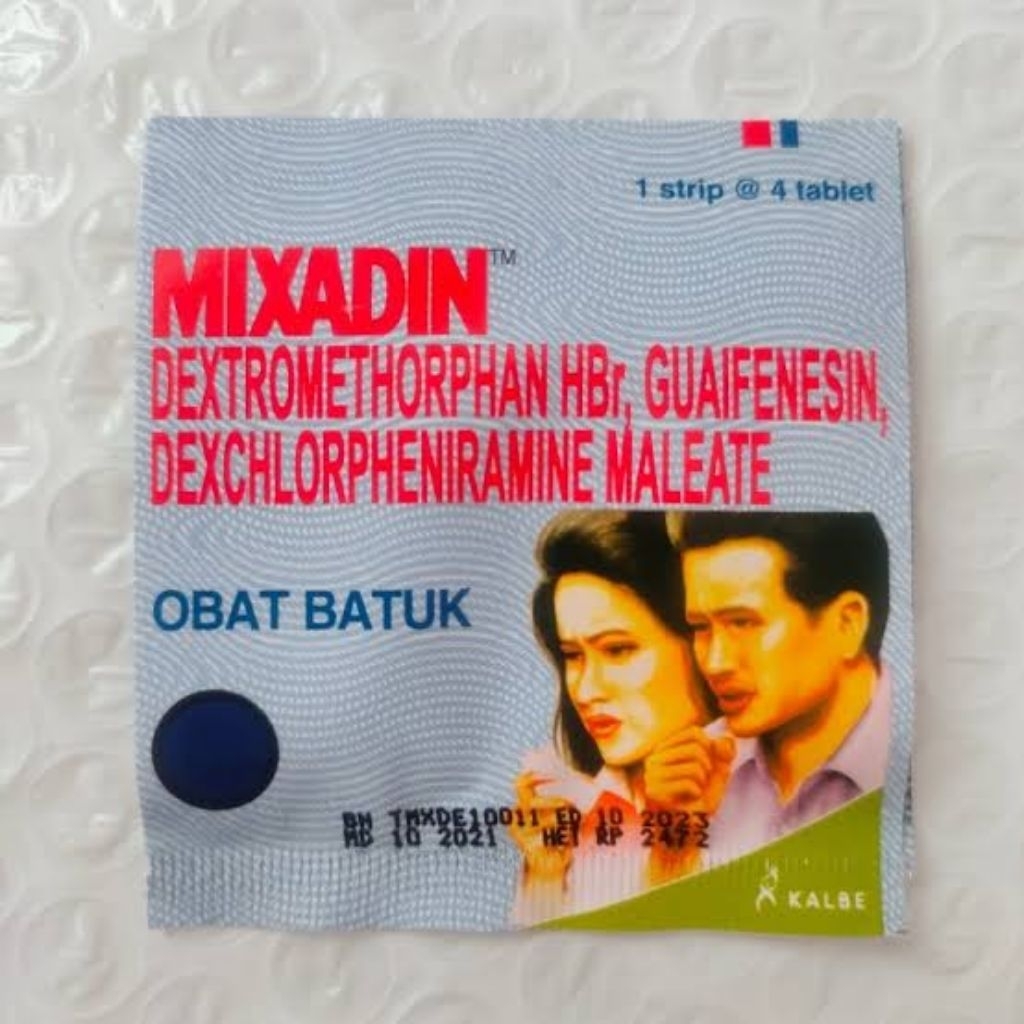 1 strip @ 4 tablet
MIXADIN™
DEXTROMETHORPHAN HBr, GUAIFENESIN,
DEXCHLORPHENIRAMINE MALEATE
OBAT BATUK
BN TMXDE10011 ED 10 2023
MD 10 2021 HET RP 2472
KALBE